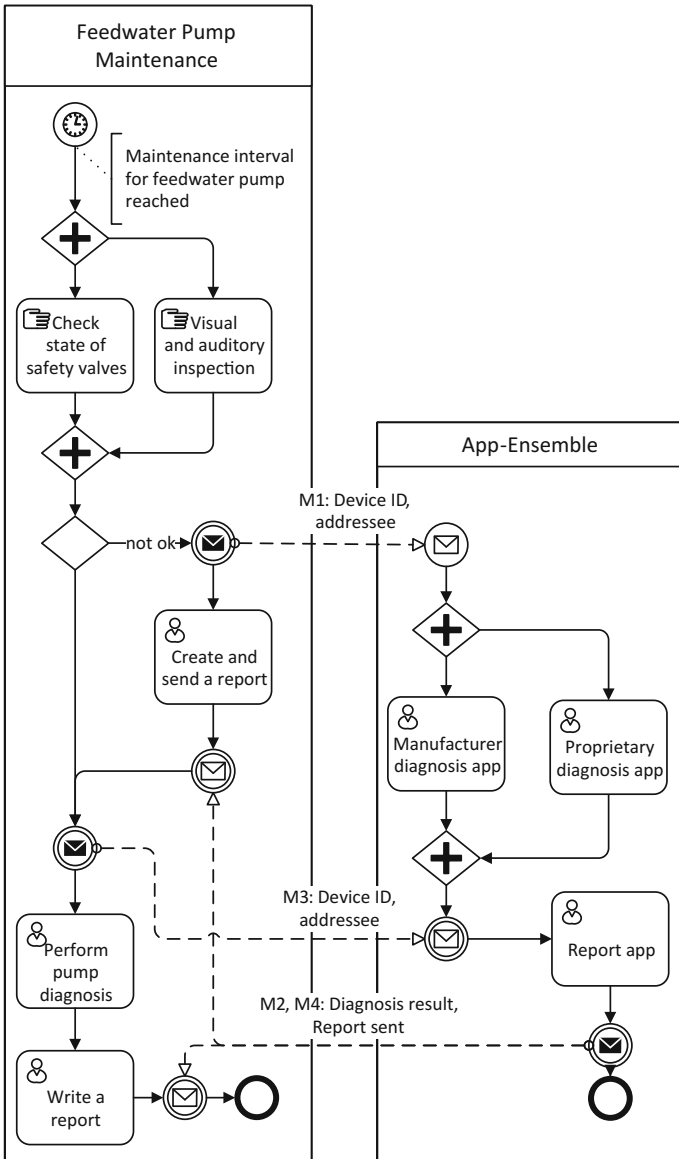 Feedwater Pump
Maintenance
Maintenance interval
for feedwater pump
reached
Check
state of
safety valves
Visual
and auditory
inspection
App-Ensemble
M1: Device ID,
addressee
not ok
Create and
send a report
Manufacturer
diagnosis app
Proprietary
diagnosis app
M3: Device ID,
addressee
Perform
pump
diagnosis
Report app
M2, M4: Diagnosis result,
Report sent
Write a
report